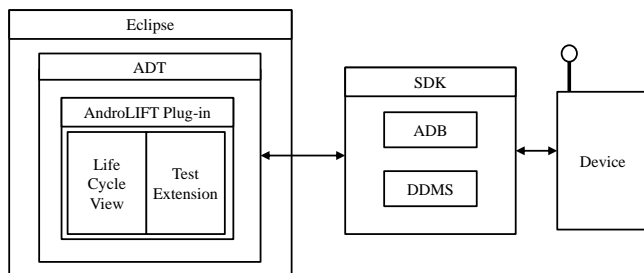 Eclipse
ADT
AndroLIFT Plug-in
Life
Cycle
View
Test
Extension
SDK
ADB
DDMS
Device